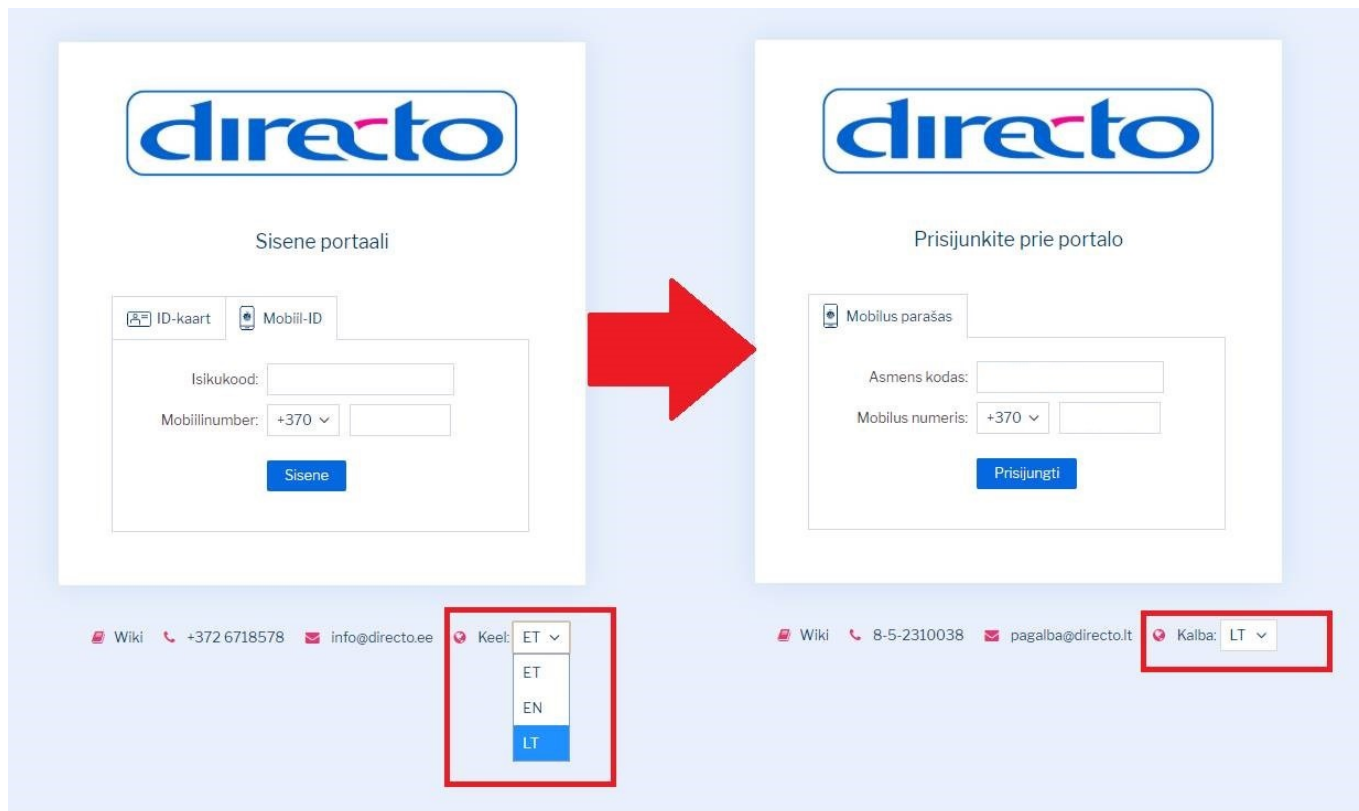 directo
Sisene portaali
ID-kaart Mobiil-ID
Isikukood:
Mobiilinumber: +370
Sisene
Wiki +372 6718578 info@directo.ee Keel: ET
ET
EN
LT
directo
Prisijunkite prie portalo
Mobilus parašas
Asmens kodas:
Mobilus numeris: +370
Prisijungti
Wiki 8-5-2310038 pagalba@directo.lt Kalba: LT